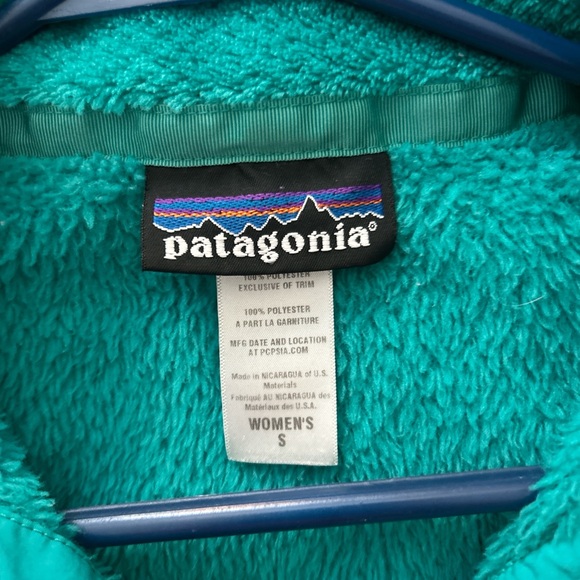 patagonia®
100% POLYESTER
EXCLUSIVE OF TRIM
100% POLYESTER
A PART LA GARNITURE
MFG DATE AND LOCATION
AT PCPSIA.COM
Made in NICARAGUA of U.S.
Materials
Fabriqué AU NICARAGUA des
Matériaux des U.S.A.
WOMEN'S
S